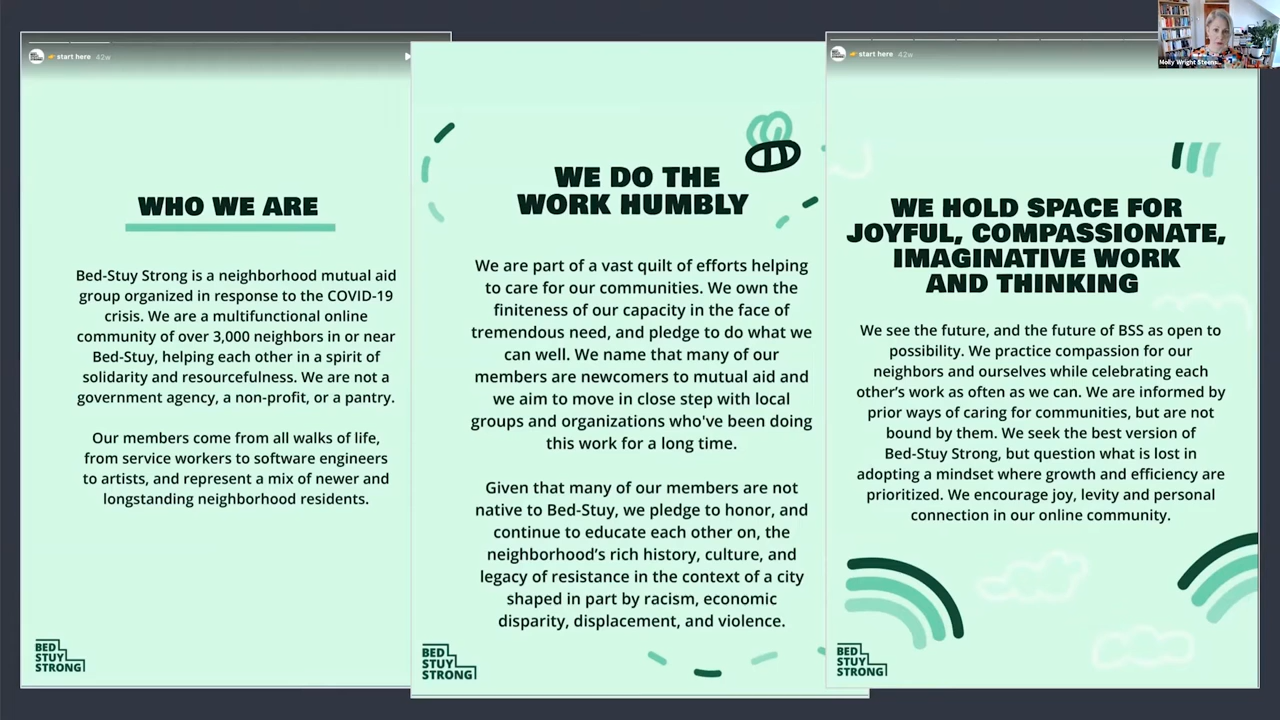 start here 42w
WHO WE ARE
Bed-Stuy Strong is a neighborhood mutual aid
group organized in response to the COVID-19
crisis. We are a multifunctional online
community of over 3,000 neighbors in or near
Bed-Stuy, helping each other in a spirit of
solidarity and resourcefulness. We are not a
government agency, a non-profit, or a pantry.
Our members come from all walks of life,
from service workers to software engineers
to artists, and represent a mix of newer and
longstanding neighborhood residents.
BED
STUY
STRONG
WE DO THE
WORK HUMBLY
We are part of a vast quilt of efforts helping
to care for our communities. We own the
finiteness of our capacity in the face of
tremendous need, and pledge to do what we
can well. We name that many of our
members are newcomers to mutual aid and
we aim to move in close step with local
groups and organizations who've been doing
this work for a long time.
Given that many of our members are not
native to Bed-Stuy, we pledge to honor, and
continue to educate each other on, the
neighborhood's rich history, culture, and
legacy of resistance in the context of a city
shaped in part by racism, economic
disparity, displacement, and violence.
BED
STUY
STRONG
start here 42w
WE HOLD SPACE FOR
JOYFUL, COMPASSIONATE,
IMAGINATIVE WORK
AND THINKING
We see the future, and the future of BSS as open to
possibility. We practice compassion for our
neighbors and ourselves while celebrating each
other's work as often as we can. We are informed by
prior ways of caring for communities, but are not
bound by them. We seek the best version of
Bed-Stuy Strong, but question what is lost in
adopting a mindset where growth and efficiency are
prioritized. We encourage joy, levity and personal
connection in our online community.
BED
STUY
STRONG
Molly Wright Steens...